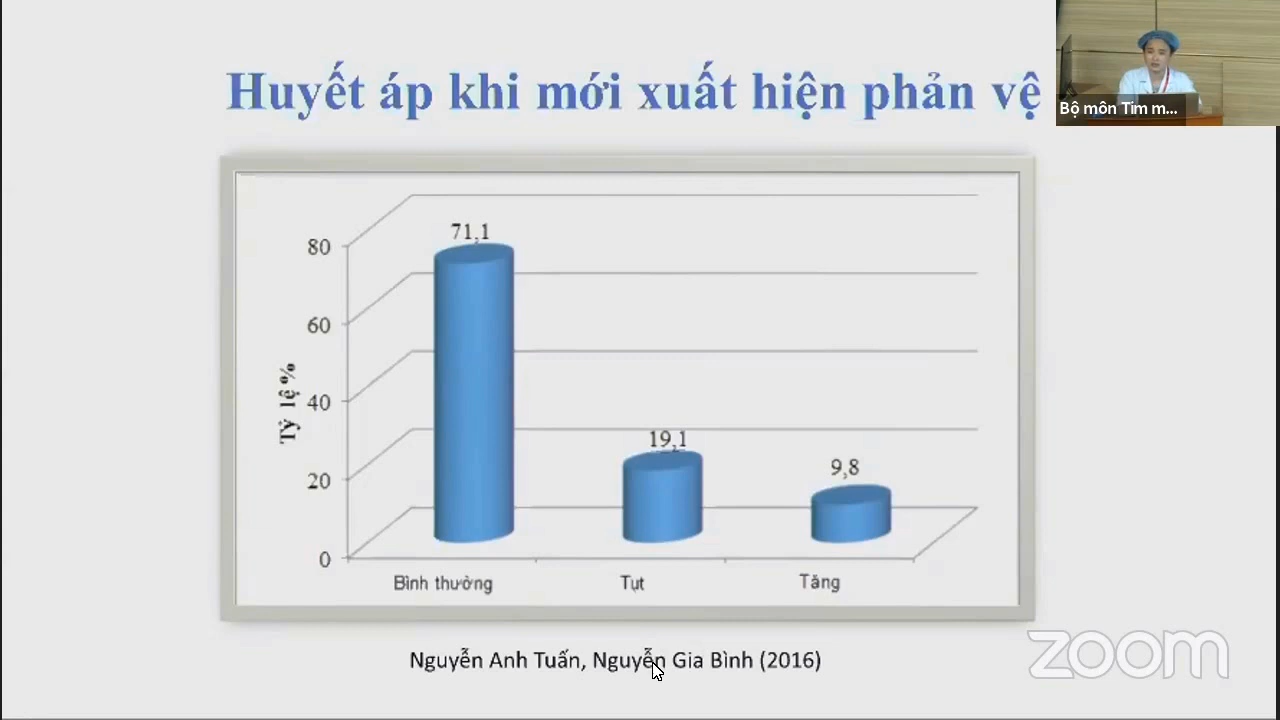 Huyết áp khi mới xuất hiện phản vệ
Bộ môn Tim m...
Tỷ lệ %
80
60
40
20
0
71,1
19,1
9,8
Bình thường
Tụt
Tăng
Nguyễn Anh Tuấn, Nguyễn Gia Bình (2016)
zoom